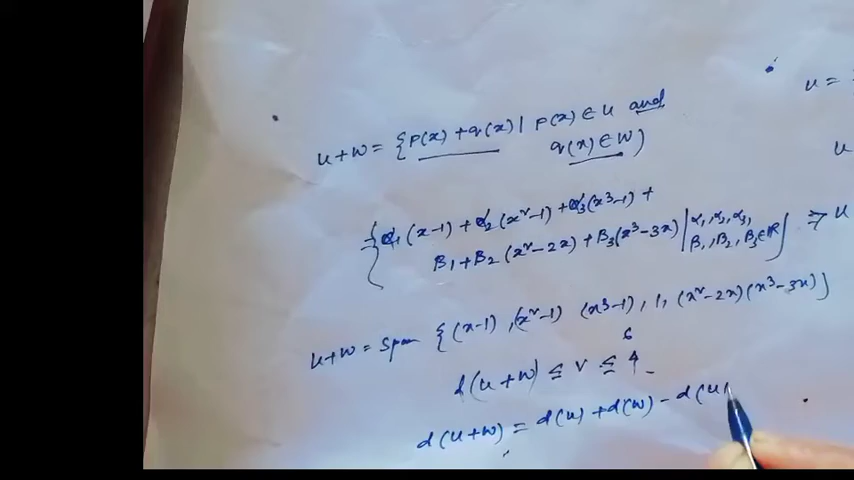 u =
u+w = {p(x) + q(x) | p(x) ∈ u and
q(x) ∈ w}
u
= {α₁(x-1) + α₂(x²-1) + α₃(x³-1) +
β₁+β₂(x²-2x) + β₃(x³-3x) | α₁,α₂,α₃, β₁,β₂,β₃∈R} ⇒ u
u+w = Span {(x-1), (x²-1) (x³-1), 1, (x²-2x)(x³-3x)}
6
d(u+w) ≤ v ≤ 4
d(u+w) = d(u) + d(w) - d(u